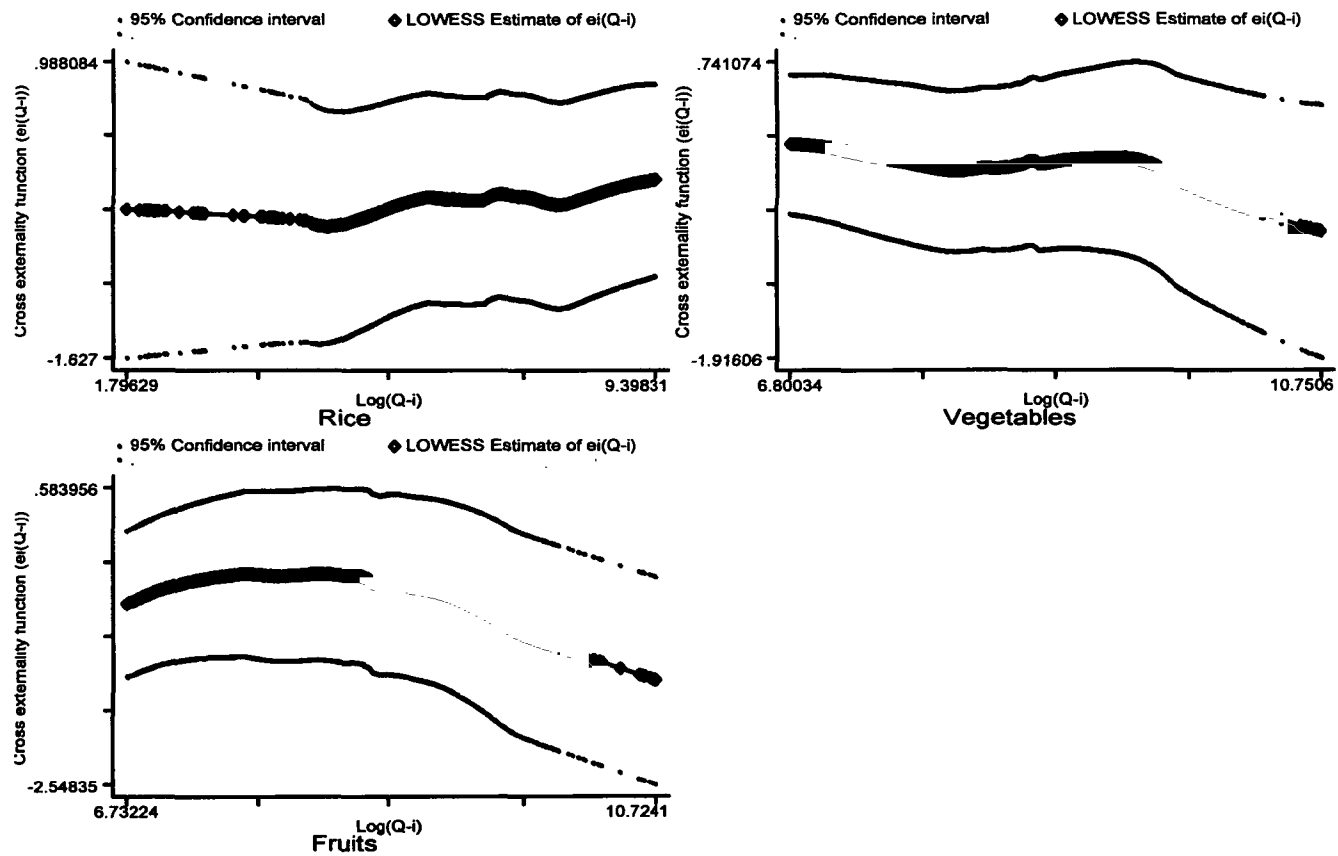 95% Confidence interval
LOWESS Estimate of ei(Q-i)
.988084
Cross externality function (ei(Q-i))
-1.627
1.79629
9.39831
Log(Q-i)
Rice
95% Confidence interval
LOWESS Estimate of ei(Q-i)
.741074
Cross externality function (ei(Q-i))
-1.91606
6.80034
10.7506
Log(Q-i)
Vegetables
95% Confidence interval
LOWESS Estimate of ei(Q-i)
.583956
Cross externality function (ei(Q-i))
-2.54835
6.73224
10.7241
Log(Q-i)
Fruits